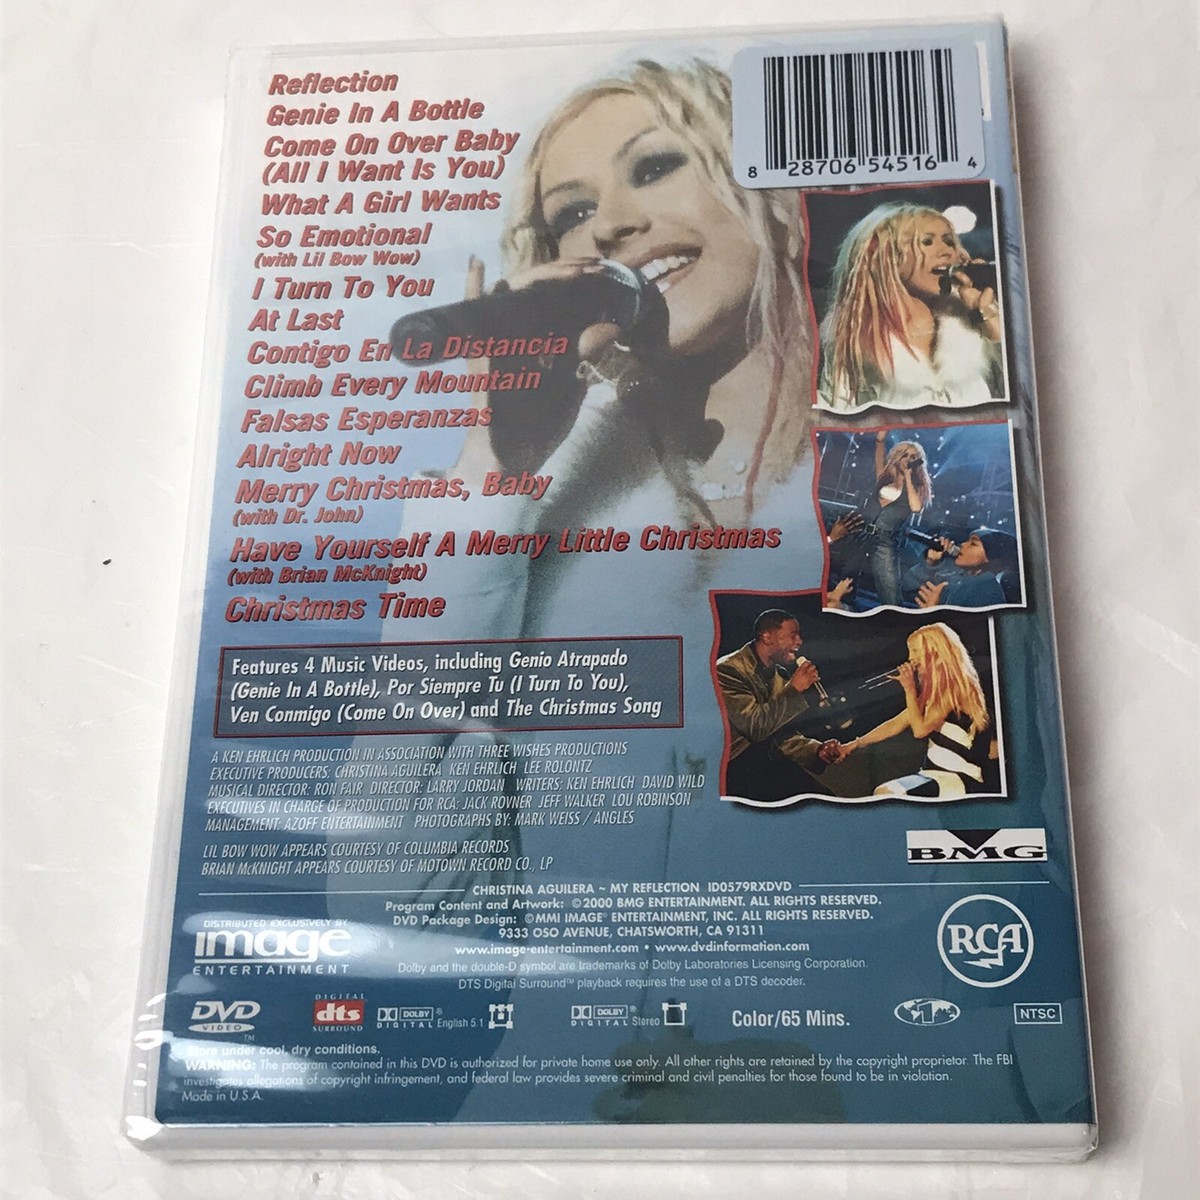 Reflection
Genie In A Bottle
Come On Over Baby
(All I Want Is You)
What A Girl Wants
So Emotional
(with Lil Bow Wow)
I Turn To You
At Last
Contigo En La Distancia
Climb Every Mountain
Falsas Esperanzas
Alright Now
Merry Christmas, Baby
(with Dr. John)
Have Yourself A Merry Little Christmas
(with Brian McKnight)
Christmas Time
8 28706 54516 4
Features 4 Music Videos, including Genio Atrapado
(Genie In A Bottle), Por Siempre Tu (I Turn To You),
Ven Conmigo (Come On Over) and The Christmas Song
A KEN EHRLICH PRODUCTION IN ASSOCIATION WITH THREE WISHES PRODUCTIONS
EXECUTIVE PRODUCERS: CHRISTINA AGUILERA KEN EHRLICH LEE ROLONTZ
MUSICAL DIRECTOR: RON FAIR DIRECTOR: LARRY JORDAN WRITERS: KEN EHRLICH DAVID WILD
EXECUTIVES IN CHARGE OF PRODUCTION FOR RCA: JACK ROVNER JEFF WALKER LOU ROBINSON
MANAGEMENT: AZOFF ENTERTAINMENT PHOTOGRAPHS BY: MARK WEISS / ANGLES
LIL BOW WOW APPEARS COURTESY OF COLUMBIA RECORDS
BRIAN McKNIGHT APPEARS COURTESY OF MOTOWN RECORD CO., LP
BMG
CHRISTINA AGUILERA ~ MY REFLECTION ID0579RXDVD
Program Content and Artwork: ©2000 BMG ENTERTAINMENT. ALL RIGHTS RESERVED.
DVD Package Design: ©MMI IMAGE® ENTERTAINMENT, INC. ALL RIGHTS RESERVED.
9333 OSO AVENUE, CHATSWORTH, CA 91311
www.image-entertainment.com • www.dvdinformation.com
Dolby and the double-D symbol are trademarks of Dolby Laboratories Licensing Corporation.
DTS Digital Surround™ playback requires the use of a DTS decoder.
DISTRIBUTED EXCLUSIVELY BY
image
ENTERTAINMENT
RCA
DVD
VIDEO
TM
DIGITAL
dts
SURROUND
DOLBY®
DIGITAL English 5.1
DOLBY®
DIGITAL Stereo
Color/65 Mins.
NTSC
Store under cool, dry conditions.
WARNING: The program contained in this DVD is authorized for private home use only. All other rights are retained by the copyright proprietor. The FBI
investigates allegations of copyright infringement, and federal law provides severe criminal and civil penalties for those found to be in violation.
Made in U.S.A.